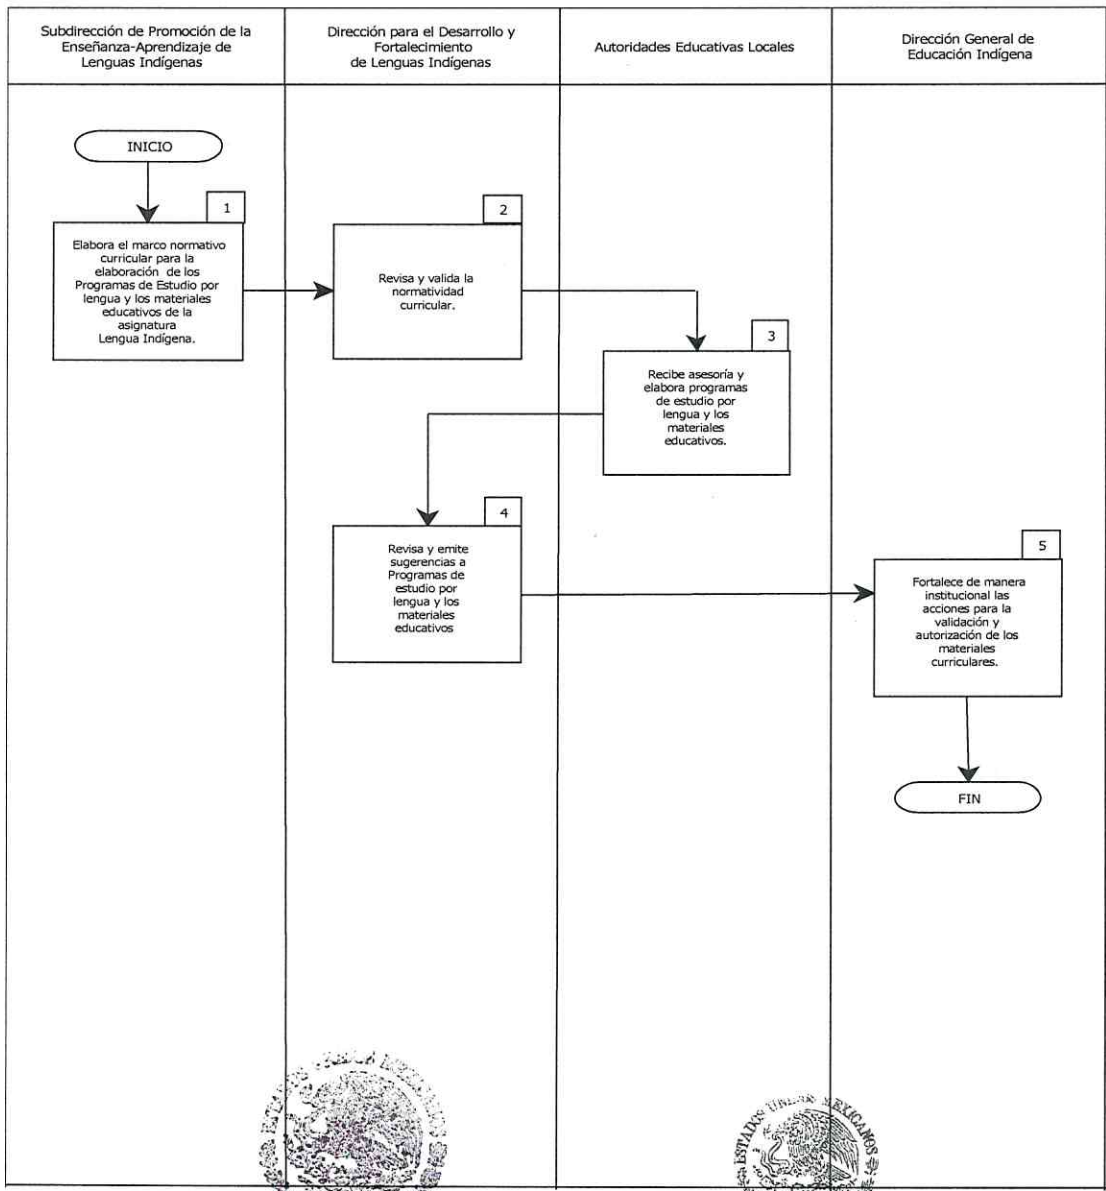 Subdirección de Promoción de la
Enseñanza-Aprendizaje de
Lenguas Indígenas
Dirección para el Desarrollo y
Fortalecimiento
de Lenguas Indígenas
Autoridades Educativas Locales
Dirección General de
Educación Indígena
INICIO
1
Elabora el marco normativo
curricular para la
elaboración de los
Programas de Estudio por
lengua y los materiales
educativos de la
asignatura
Lengua Indígena.
2
Revisa y valida la
normatividad
curricular.
3
Recibe asesoría y
elabora programas
de estudio por
lengua y los
materiales
educativos.
4
Revisa y emite
sugerencias a
Programas de
estudio por
lengua y los
materiales
educativos
5
Fortalece de manera
institucional las
acciones para la
validación y
autorización de los
materiales
curriculares.
FIN
ESTADOS UNIDOS MEXICANOS